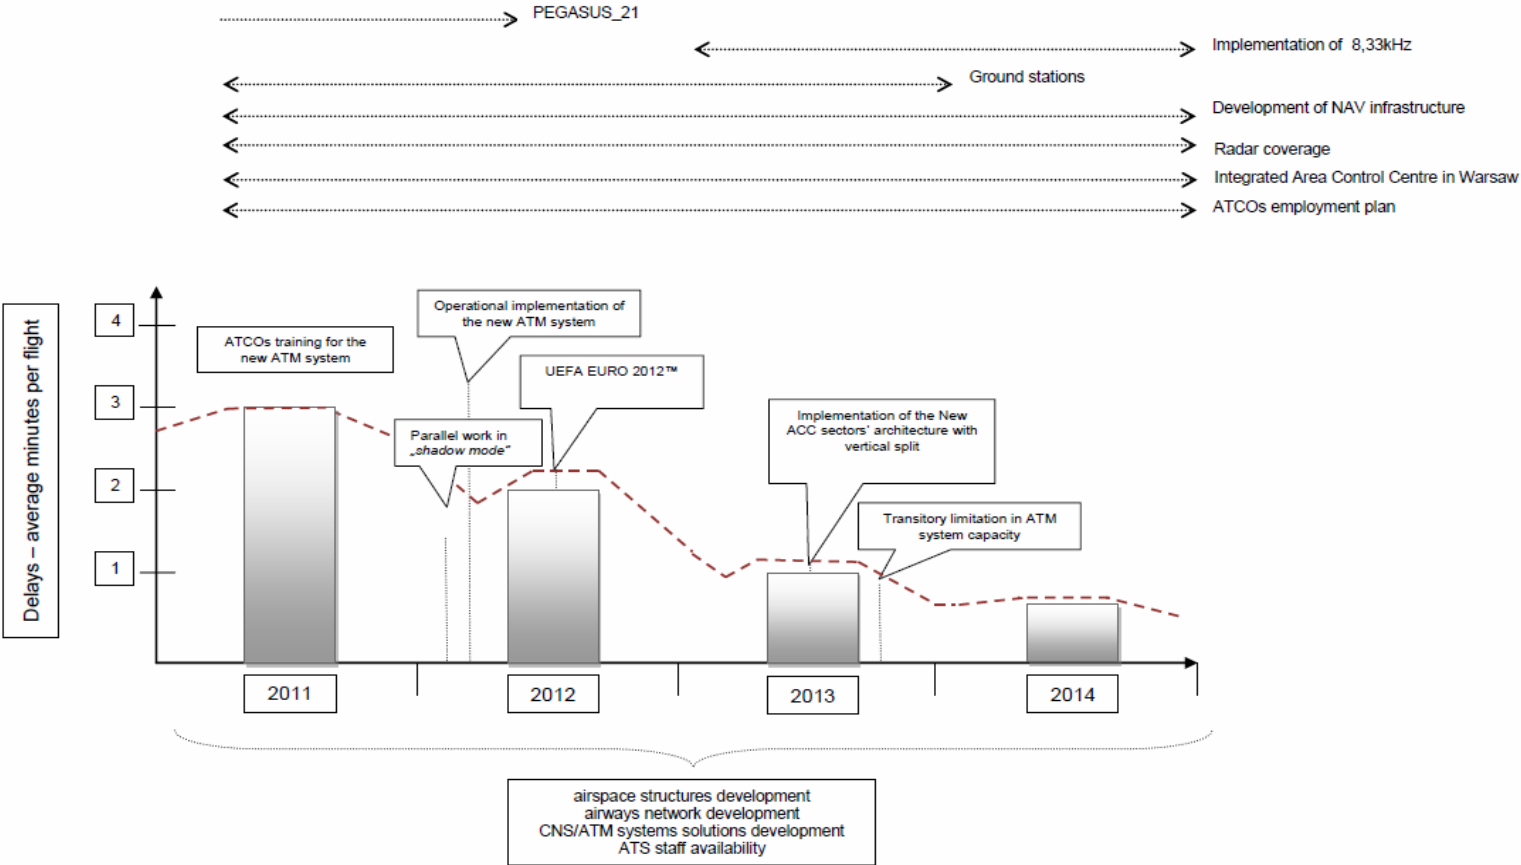 PEGASUS_21
Implementation of 8,33kHz
Ground stations
Development of NAV infrastructure
Radar coverage
Integrated Area Control Centre in Warsaw
ATCOs employment plan
Delays – average minutes per flight
4
3
2
1
ATCOs training for the
new ATM system
Operational implementation of
the new ATM system
UEFA EURO 2012™
Parallel work in
„shadow mode”
Implementation of the New
ACC sectors’ architecture with
vertical split
Transitory limitation in ATM
system capacity
2011
2012
2013
2014
airspace structures development
airways network development
CNS/ATM systems solutions development
ATS staff availability